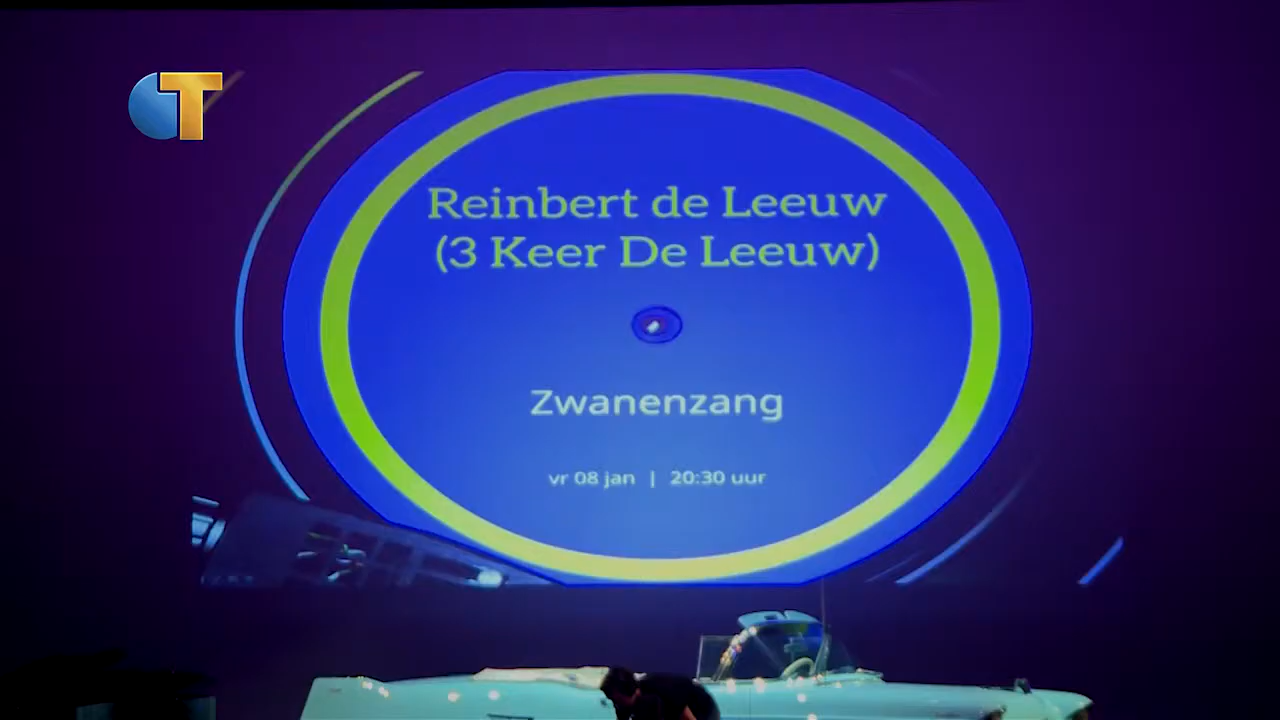 T
Reinbert de Leeuw
(3 Keer De Leeuw)
Zwanenzang
vr 08 jan | 20:30 uur